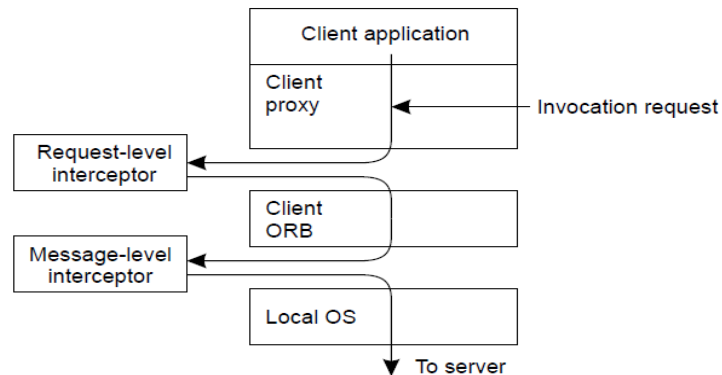 Client application
Client
proxy
Invocation request
Request-level
interceptor
Client
ORB
Message-level
interceptor
Local OS
To server